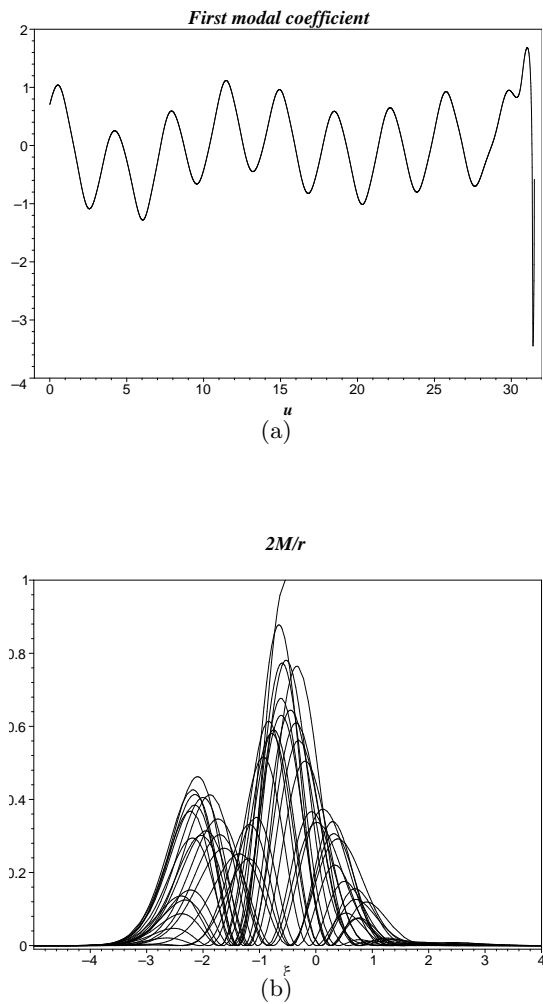 First modal coefficient
2
1
0
–1
–2
–3
–4
0 5 10 15 20 25 30
u
(a)
2M/r
1
0.8
0.6
0.4
0.2
0
–4 –3 –2 –1 0 1 2 3 4
ξ
(b)